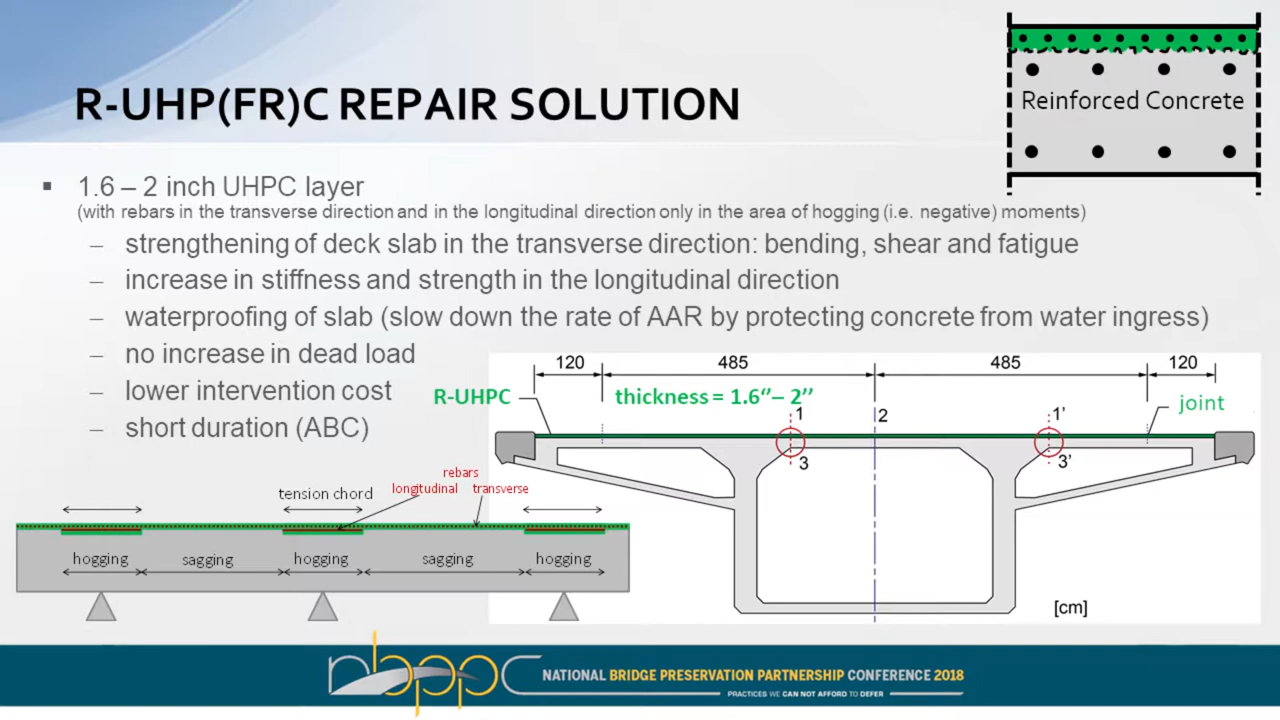 Reinforced Concrete
R-UHP(FR)C REPAIR SOLUTION
▪ 1.6 – 2 inch UHPC layer
(with rebars in the transverse direction and in the longitudinal direction only in the area of hogging (i.e. negative) moments)
– strengthening of deck slab in the transverse direction: bending, shear and fatigue
– increase in stiffness and strength in the longitudinal direction
– waterproofing of slab (slow down the rate of AAR by protecting concrete from water ingress)
– no increase in dead load
– lower intervention cost
– short duration (ABC)
120 485 485 120
R-UHPC thickness = 1.6’’– 2’’ joint
1 2 1'
3 3'
[cm]
rebars
tension chord longitudinal transverse
hogging sagging hogging sagging hogging
nbppc
NATIONAL BRIDGE PRESERVATION PARTNERSHIP CONFERENCE 2018
PRACTICES WE CAN NOT AFFORD TO DEFER